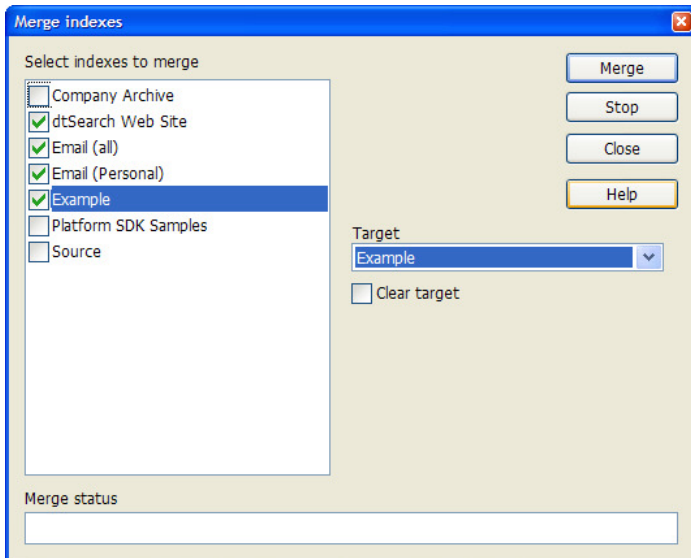 Merge indexes
Select indexes to merge
Company Archive
dtSearch Web Site
Email (all)
Email (Personal)
Example
Platform SDK Samples
Source
Merge
Stop
Close
Help
Target
Example
Clear target
Merge status